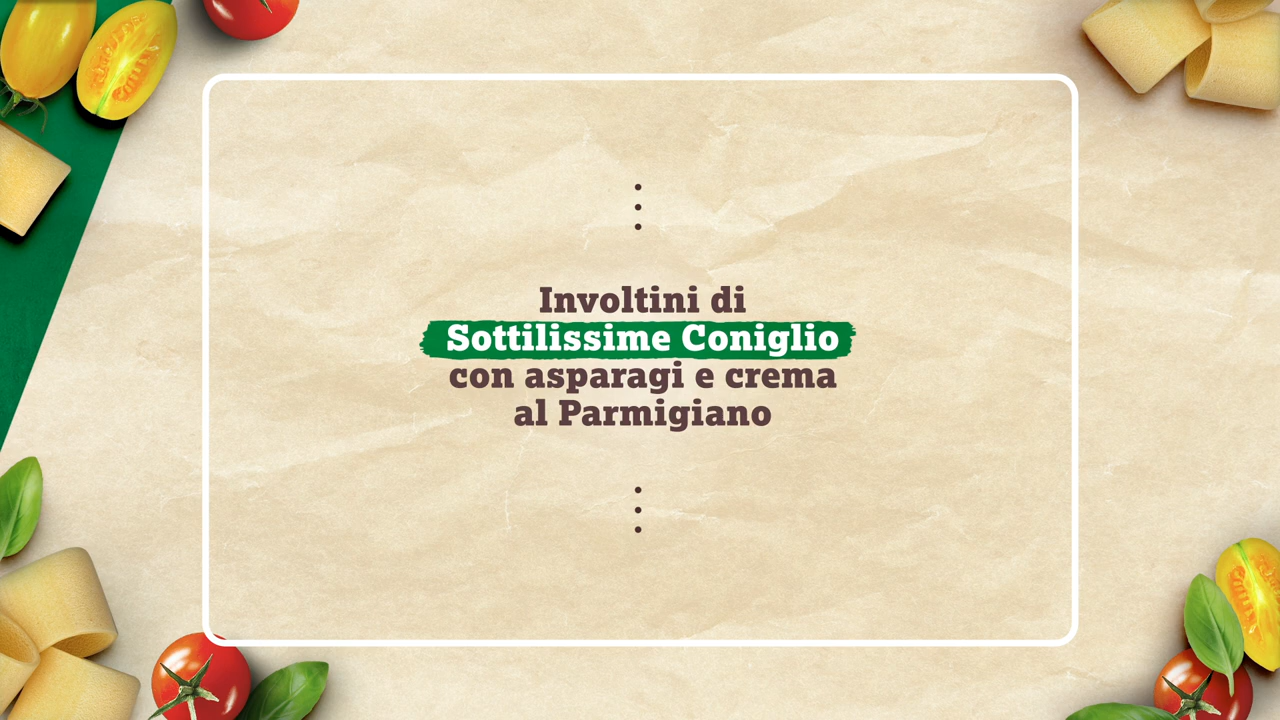 Involtini di
Sottilissime Coniglio
con asparagi e crema
al Parmigiano